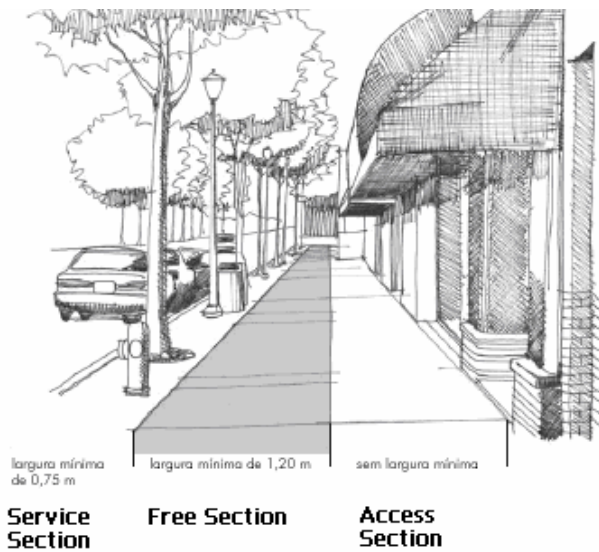 largura mínima
de 0,75 m
largura mínima de 1,20 m
sem largura mínima
Service
Section
Free Section
Access
Section